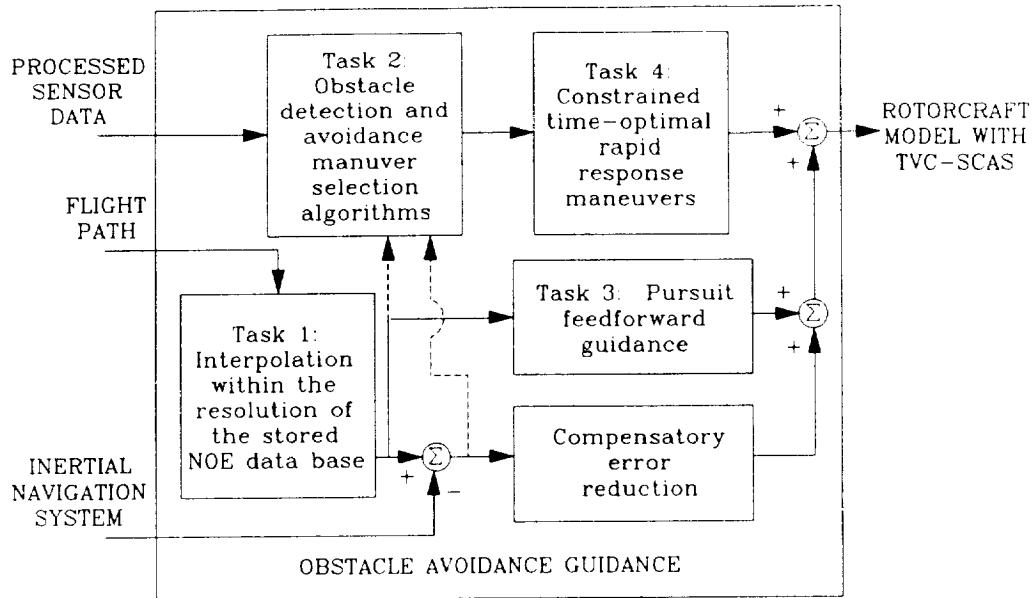 PROCESSED
SENSOR
DATA
Task 2:
Obstacle
detection and
avoidance
manuver
selection
algorithms
Task 4:
Constrained
time-optimal
rapid
response
maneuvers
+
Σ
+
ROTORCRAFT
MODEL WITH
TVC-SCAS
FLIGHT
PATH
Task 1:
Interpolation
within the
resolution of
the stored
NOE data base
Task 3: Pursuit
feedforward
guidance
+
Σ
+
INERTIAL
NAVIGATION
SYSTEM
+
Σ
-
Compensatory
error
reduction
OBSTACLE AVOIDANCE GUIDANCE